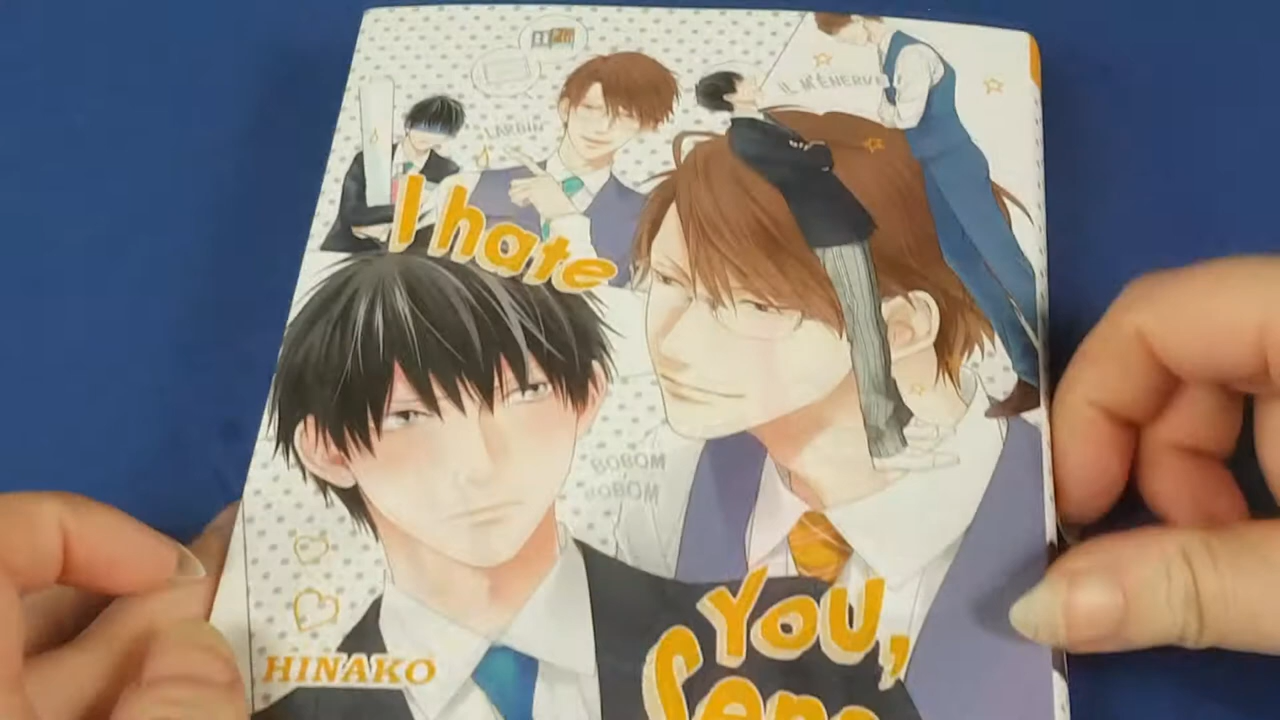 IL M'ÉNERVE !
LARBIN
I hate
BOBOM
BOBOM
YOU,
HINAKO